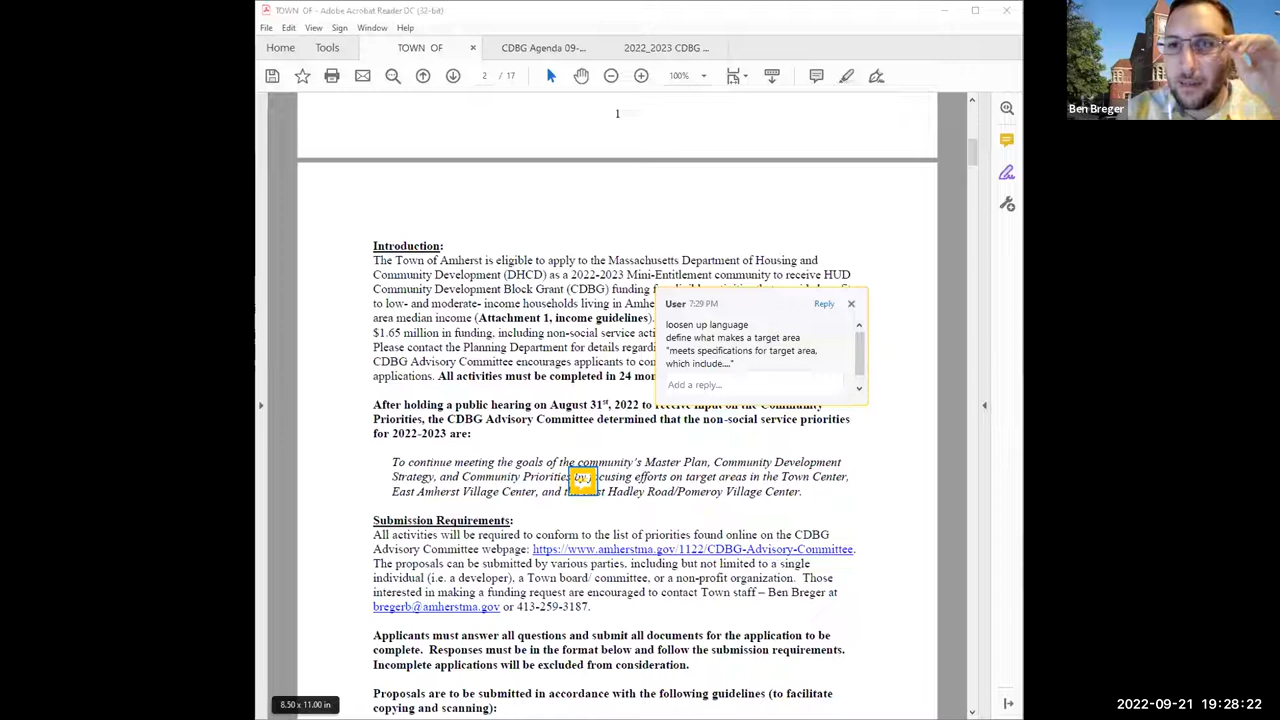 TOWN OF - Adobe Acrobat Reader DC (32-bit)
File Edit View Sign Window Help
Home Tools TOWN OF × CDBG Agenda 09-... 2022_2023 CDBG ...
2 / 17 100%
Ben Breger
1
Introduction:
The Town of Amherst is eligible to apply to the Massachusetts Department of Housing and
Community Development (DHCD) as a 2022-2023 Mini-Entitlement community to receive HUD
Community Development Block Grant (CDBG) funding
to low- and moderate- income households living in Amhe
area median income (Attachment 1, income guidelines).
$1.65 million in funding, including non-social service acti
Please contact the Planning Department for details regardi
CDBG Advisory Committee encourages applicants to con
applications. All activities must be completed in 24 mon
User 7:29 PM Reply ×
loosen up language
define what makes a target area
"meets specifications for target area,
which include...."
Add a reply...
After holding a public hearing on August 31st, 2022 to receive input on the Community
Priorities, the CDBG Advisory Committee determined that the non-social service priorities
for 2022-2023 are:
To continue meeting the goals of the community's Master Plan, Community Development
Strategy, and Community Priorities focusing efforts on target areas in the Town Center,
East Amherst Village Center, and Hadley Road/Pomeroy Village Center.
Submission Requirements:
All activities will be required to conform to the list of priorities found online on the CDBG
Advisory Committee webpage: https://www.amherstma.gov/1122/CDBG-Advisory-Committee.
The proposals can be submitted by various parties, including but not limited to a single
individual (i.e. a developer), a Town board/ committee, or a non-profit organization. Those
interested in making a funding request are encouraged to contact Town staff – Ben Breger at
bregerb@amherstma.gov or 413-259-3187.
Applicants must answer all questions and submit all documents for the application to be
complete. Responses must be in the format below and follow the submission requirements.
Incomplete applications will be excluded from consideration.
Proposals are to be submitted in accordance with the following guidelines (to facilitate
copying and scanning):
8.50 x 11.00 in
2022-09-21 19:28:22